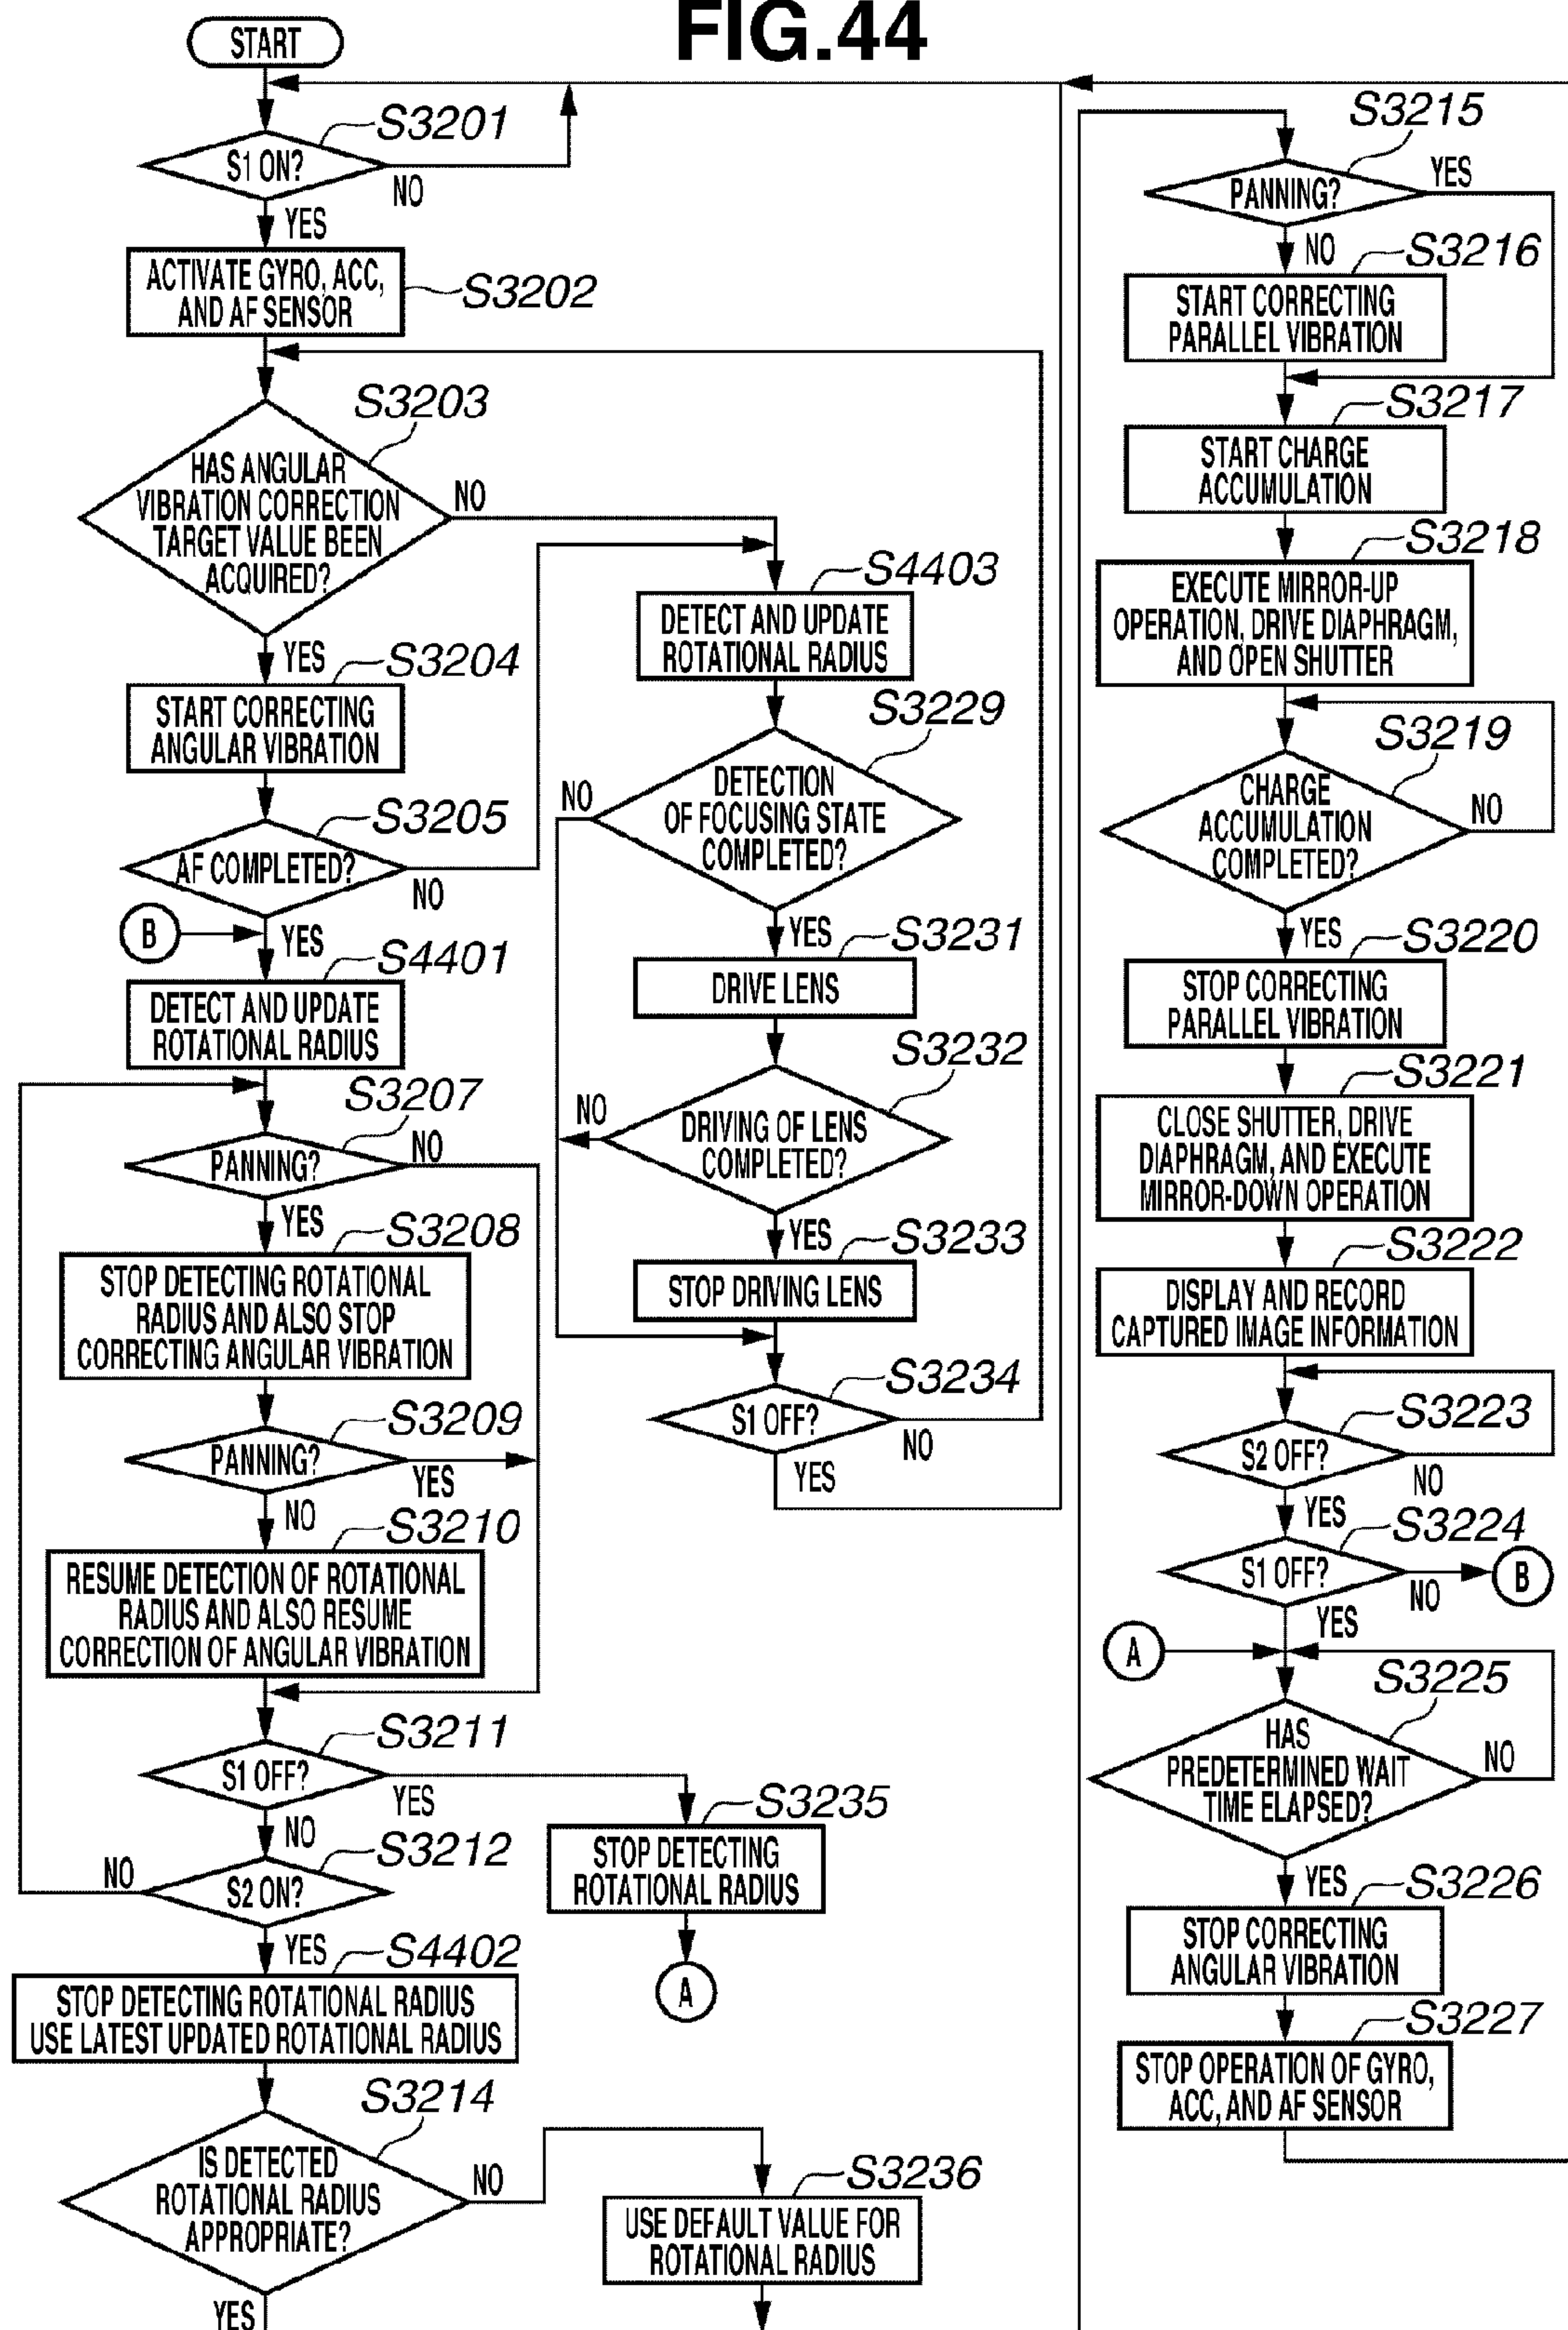 FIG.44
START
S3201
S1 ON?
NO
YES
ACTIVATE GYRO, ACC,
AND AF SENSOR
S3202
S3203
HAS ANGULAR
VIBRATION CORRECTION
TARGET VALUE BEEN
ACQUIRED?
NO
YES
S3204
START CORRECTING
ANGULAR VIBRATION
S3205
AF COMPLETED?
NO
B
YES
S4401
DETECT AND UPDATE
ROTATIONAL RADIUS
S3207
PANNING?
NO
YES
S3208
STOP DETECTING ROTATIONAL
RADIUS AND ALSO STOP
CORRECTING ANGULAR VIBRATION
S3209
PANNING?
YES
NO
S3210
RESUME DETECTION OF ROTATIONAL
RADIUS AND ALSO RESUME
CORRECTION OF ANGULAR VIBRATION
S3211
S1 OFF?
YES
NO
S3212
NO
S2 ON?
YES
S4402
STOP DETECTING ROTATIONAL RADIUS
USE LATEST UPDATED ROTATIONAL RADIUS
S3214
IS DETECTED
ROTATIONAL RADIUS
APPROPRIATE?
NO
YES
S4403
DETECT AND UPDATE
ROTATIONAL RADIUS
S3229
NO
DETECTION
OF FOCUSING STATE
COMPLETED?
YES
S3231
DRIVE LENS
S3232
NO
DRIVING OF LENS
COMPLETED?
YES
S3233
STOP DRIVING LENS
S3234
S1 OFF?
NO
YES
S3235
STOP DETECTING
ROTATIONAL RADIUS
A
S3236
USE DEFAULT VALUE FOR
ROTATIONAL RADIUS
S3215
PANNING?
YES
NO
S3216
START CORRECTING
PARALLEL VIBRATION
S3217
START CHARGE
ACCUMULATION
S3218
EXECUTE MIRROR-UP
OPERATION, DRIVE DIAPHRAGM,
AND OPEN SHUTTER
S3219
CHARGE
ACCUMULATION
COMPLETED?
NO
YES
S3220
STOP CORRECTING
PARALLEL VIBRATION
S3221
CLOSE SHUTTER, DRIVE
DIAPHRAGM, AND EXECUTE
MIRROR-DOWN OPERATION
S3222
DISPLAY AND RECORD
CAPTURED IMAGE INFORMATION
S3223
S2 OFF?
NO
YES
S3224
S1 OFF?
NO
B
YES
A
S3225
HAS
PREDETERMINED WAIT
TIME ELAPSED?
NO
YES
S3226
STOP CORRECTING
ANGULAR VIBRATION
S3227
STOP OPERATION OF GYRO,
ACC, AND AF SENSOR